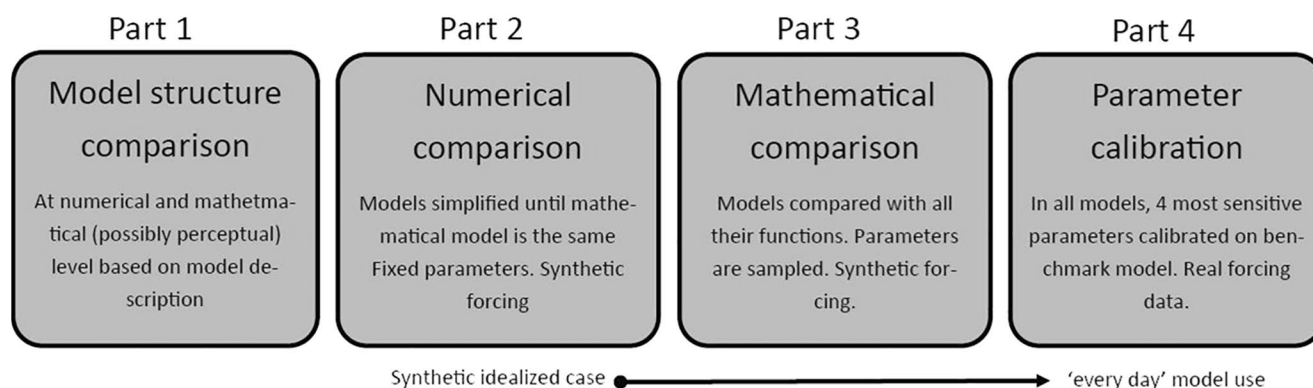 Part 1
Model structure
comparison
At numerical and mathetma-
tical (possibly perceptual)
level based on model de-
scription
Part 2
Numerical
comparison
Models simplified until mathe-
matical model is the same
Fixed parameters. Synthetic
forcing
Part 3
Mathematical
comparison
Models compared with all
their functions. Parameters
are sampled. Synthetic for-
cing.
Part 4
Parameter
calibration
In all models, 4 most sensitive
parameters calibrated on ben-
chmark model. Real forcing
data.
Synthetic idealized case
‘every day’ model use